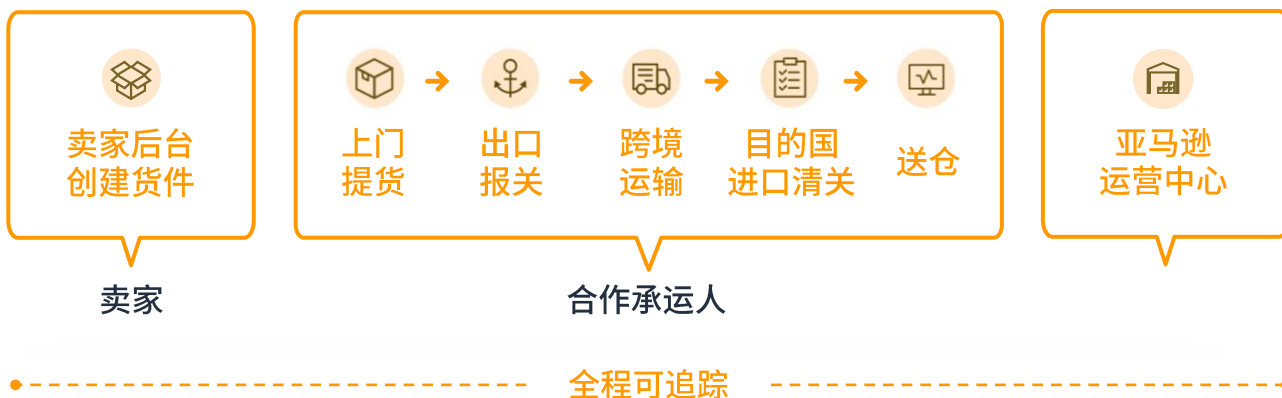 卖家后台
创建货件
上门
提货
出口
报关
跨境
运输
目的国
进口清关
送仓
亚马逊
运营中心
卖家
合作承运人
全程可追踪